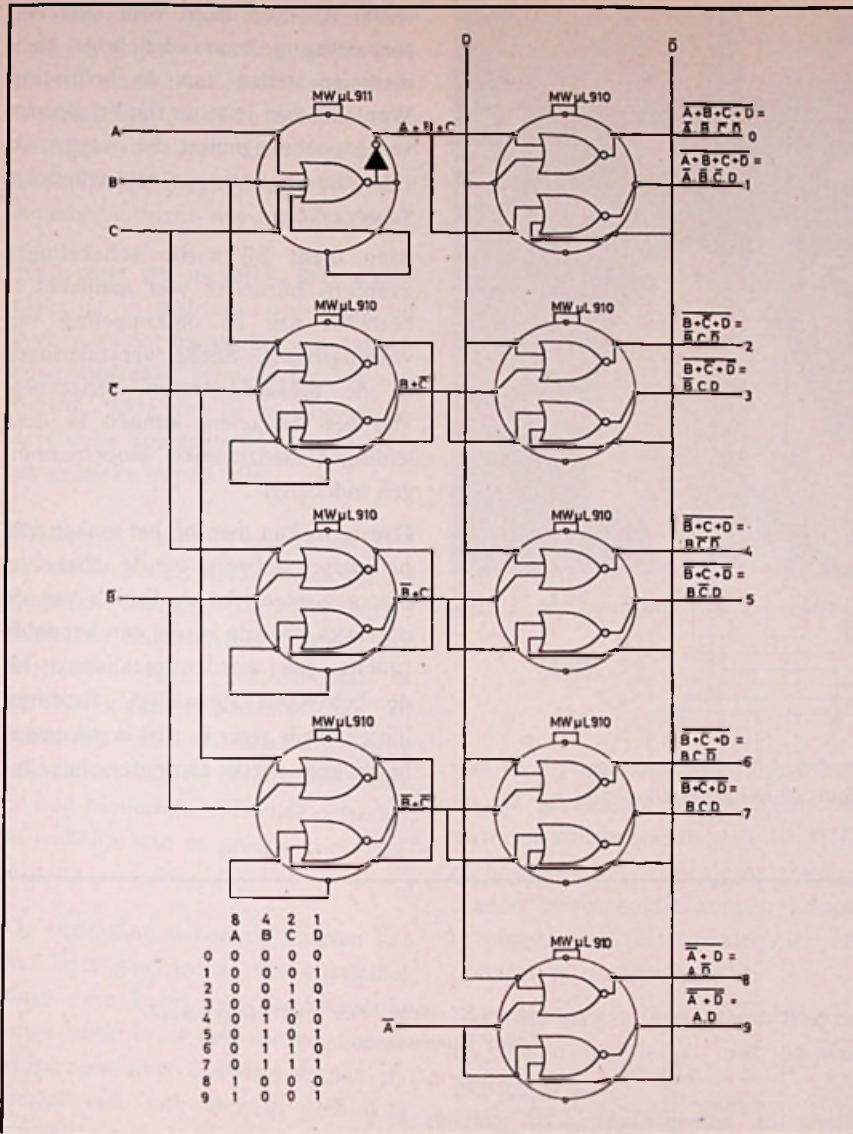 D D̅
MWµL911 MWµL910
A A+B+C A̅+̅B̅+̅C̅+̅D̅ =
A̅.B̅.C̅.D̅ 0
B A̅+̅B̅+̅C̅+̅D̅ =
A̅.B̅.C̅.D 1
C
MWµL910 MWµL910
B̅+̅C̅+̅D̅ =
B̅.C.D̅ 2
C̅ B+C̅ B̅+̅C̅+̅D̅ =
B̅.C.D 3
MWµL910 MWµL910
B̅+̅C̅+̅D̅ =
B.C̅.D̅ 4
B̅ B̅+C B̅+̅C̅+̅D̅ =
B.C̅.D 5
MWµL910 MWµL910
B̅+̅C̅+̅D̅ =
B.C.D̅ 6
B̅+C̅ B̅+̅C̅+̅D̅ =
B.C.D 7
MWµL910
A̅ ̅+̅ ̅D̅ =
A.D̅ 8
A̅ A̅ ̅+̅ ̅D̅ =
A.D 9
8 4 2 1
A B C D
0 0 0 0 0
1 0 0 0 1
2 0 0 1 0
3 0 0 1 1
4 0 1 0 0
5 0 1 0 1
6 0 1 1 0
7 0 1 1 1
8 1 0 0 0
9 1 0 0 1